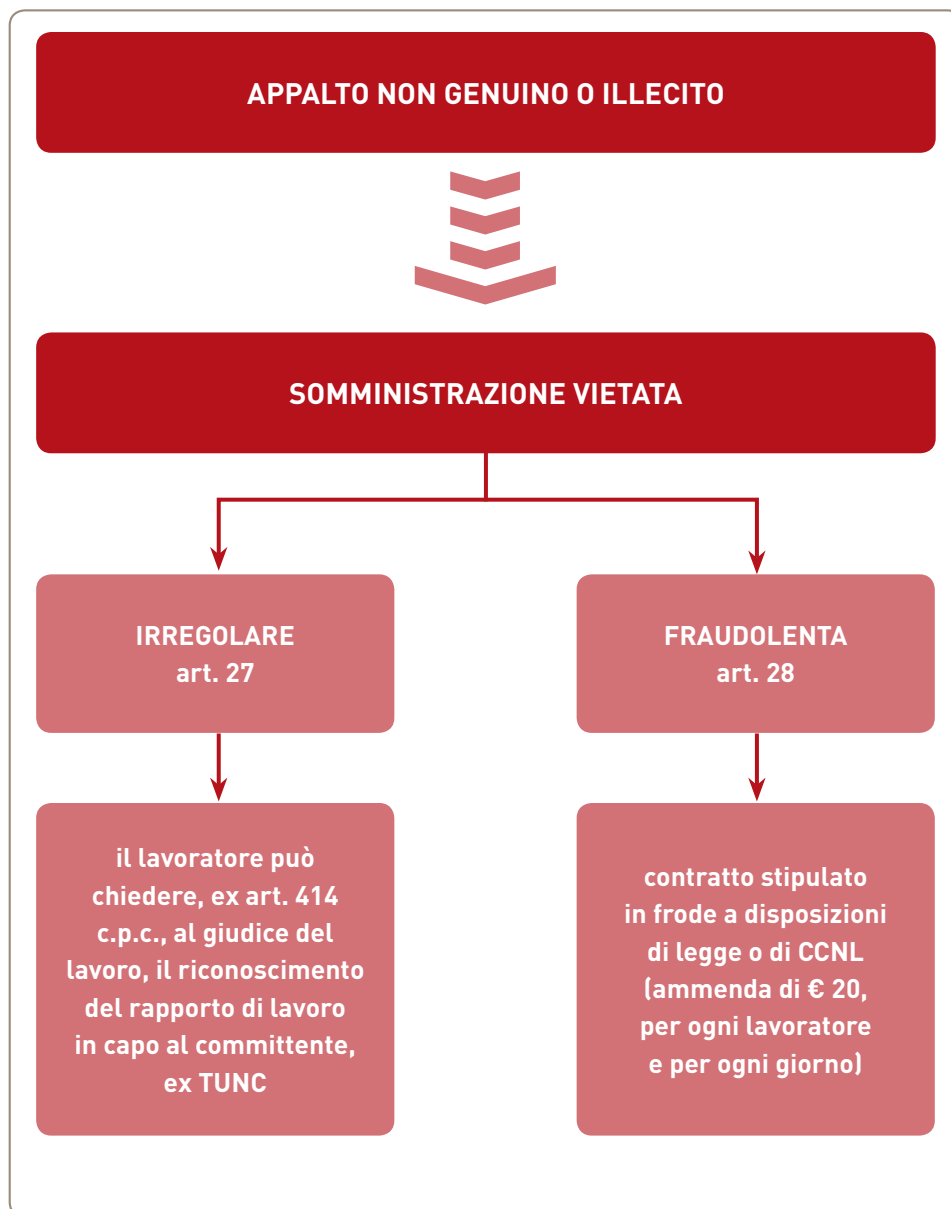 APPALTO NON GENUINO O ILLECITO
SOMMINISTRAZIONE VIETATA
IRREGOLARE
art. 27
FRAUDOLENTA
art. 28
il lavoratore può
chiedere, ex art. 414
c.p.c., al giudice del
lavoro, il riconoscimento
del rapporto di lavoro
in capo al committente,
ex TUNC
contratto stipulato
in frode a disposizioni
di legge o di CCNL
(ammenda di € 20,
per ogni lavoratore
e per ogni giorno)